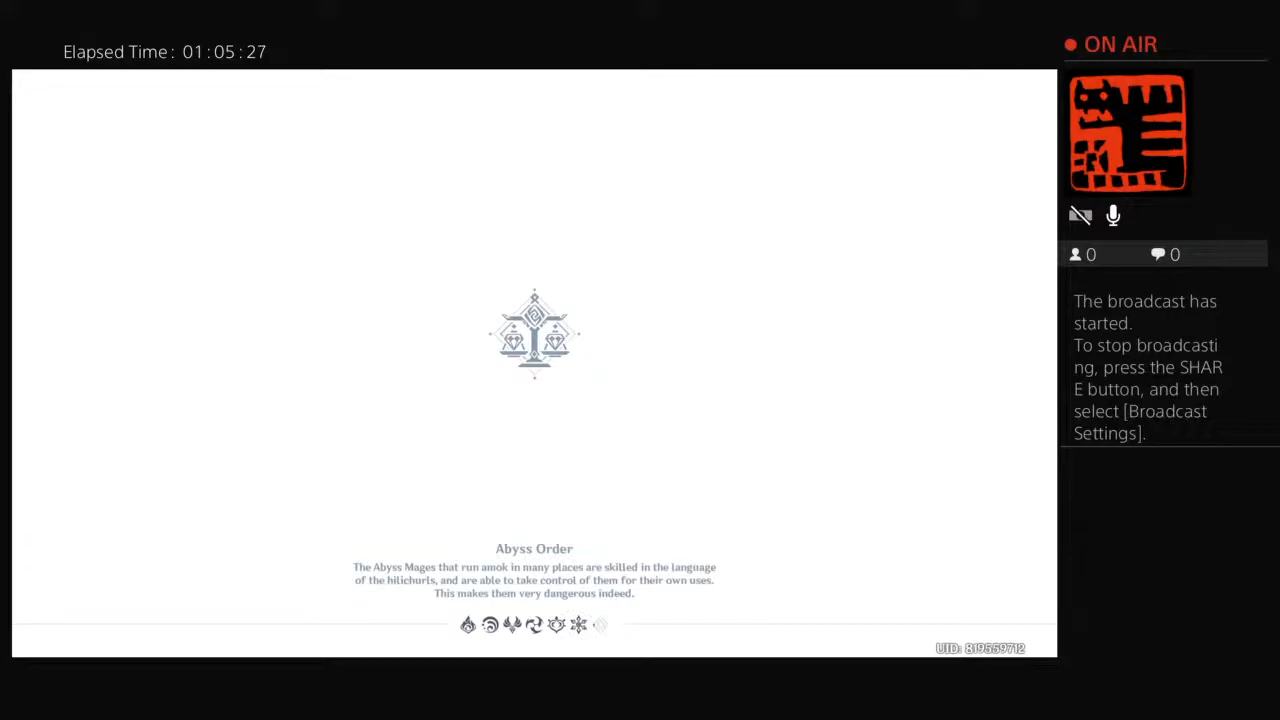 Elapsed Time: 01:05:27
ON AIR
0
0
The broadcast has
started.
To stop broadcasti
ng, press the SHAR
E button, and then
select [Broadcast
Settings].
Abyss Order
The Abyss Mages that run amok in many places are skilled in the language
of the hilichurls, and are able to take control of them for their own uses.
This makes them very dangerous indeed.
UID: 819559712